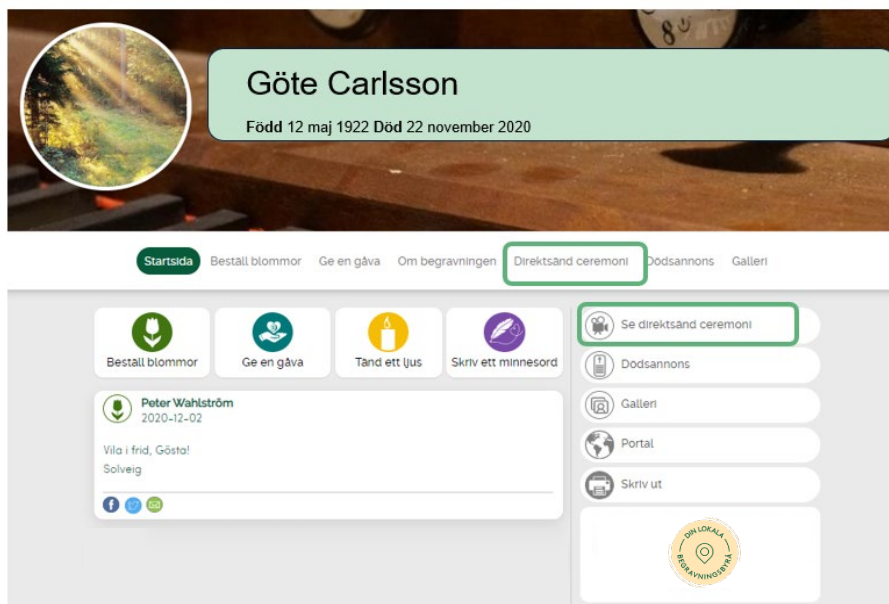 8
Göte Carlsson
Född 12 maj 1922 Död 22 november 2020
Startsida Beställ blommor Ge en gåva Om begravningen Direktsänd ceremoni Dödsannons Galleri
Beställ blommor Ge en gåva Tänd ett ljus Skriv ett minnesord
Peter Wahlström
2020-12-02
Vila i frid, Gösta!
Solveig
Se direktsänd ceremoni
Dödsannons
Galleri
Portal
Skriv ut
DIN LOKALA
BEGRAVNINGSBYRÅ